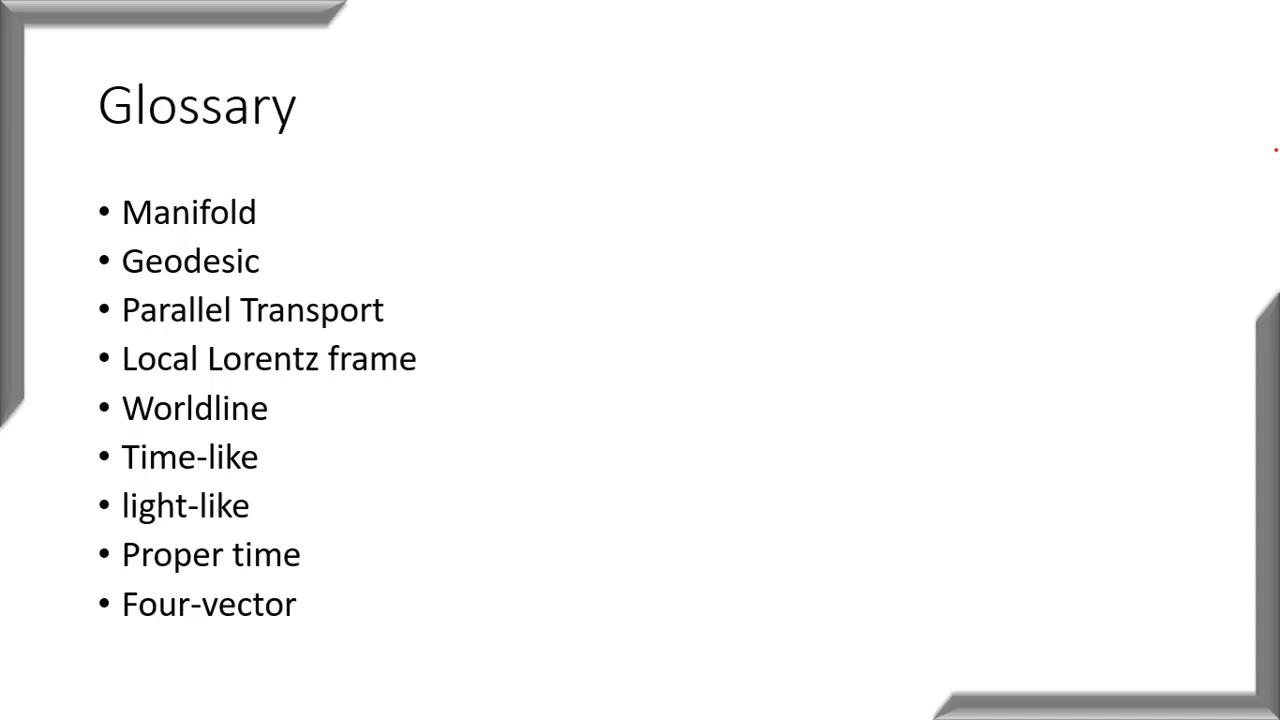 Glossary
• Manifold
• Geodesic
• Parallel Transport
• Local Lorentz frame
• Worldline
• Time-like
• light-like
• Proper time
• Four-vector